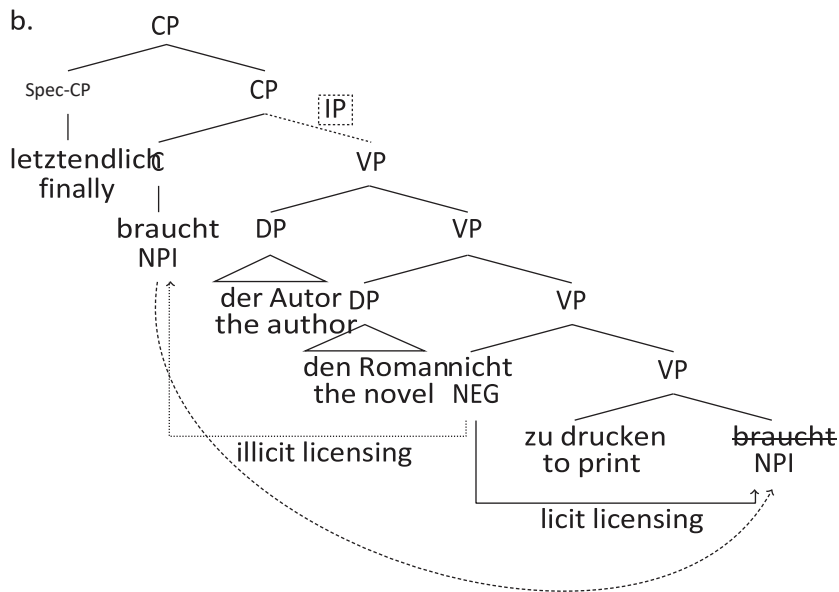 b.
CP
Spec-CP
CP
IP
letztendlich
finally
C
VP
braucht
NPI
DP
VP
der Autor
the author
DP
VP
den Roman
the novel
nicht
NEG
VP
illicit licensing
zu drucken
to print
braucht
NPI
licit licensing